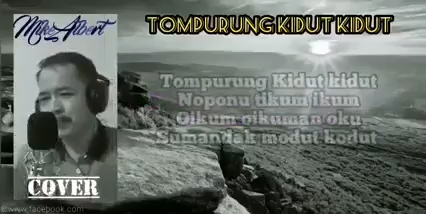 Mike Albert
TOMPURUNG KIDUT KIDUT
Tompurung Kidut kidut
Noponu tikum ikum
Oikum oikuman oku
Sumandak modut kodut
COVER
www.facebook.com